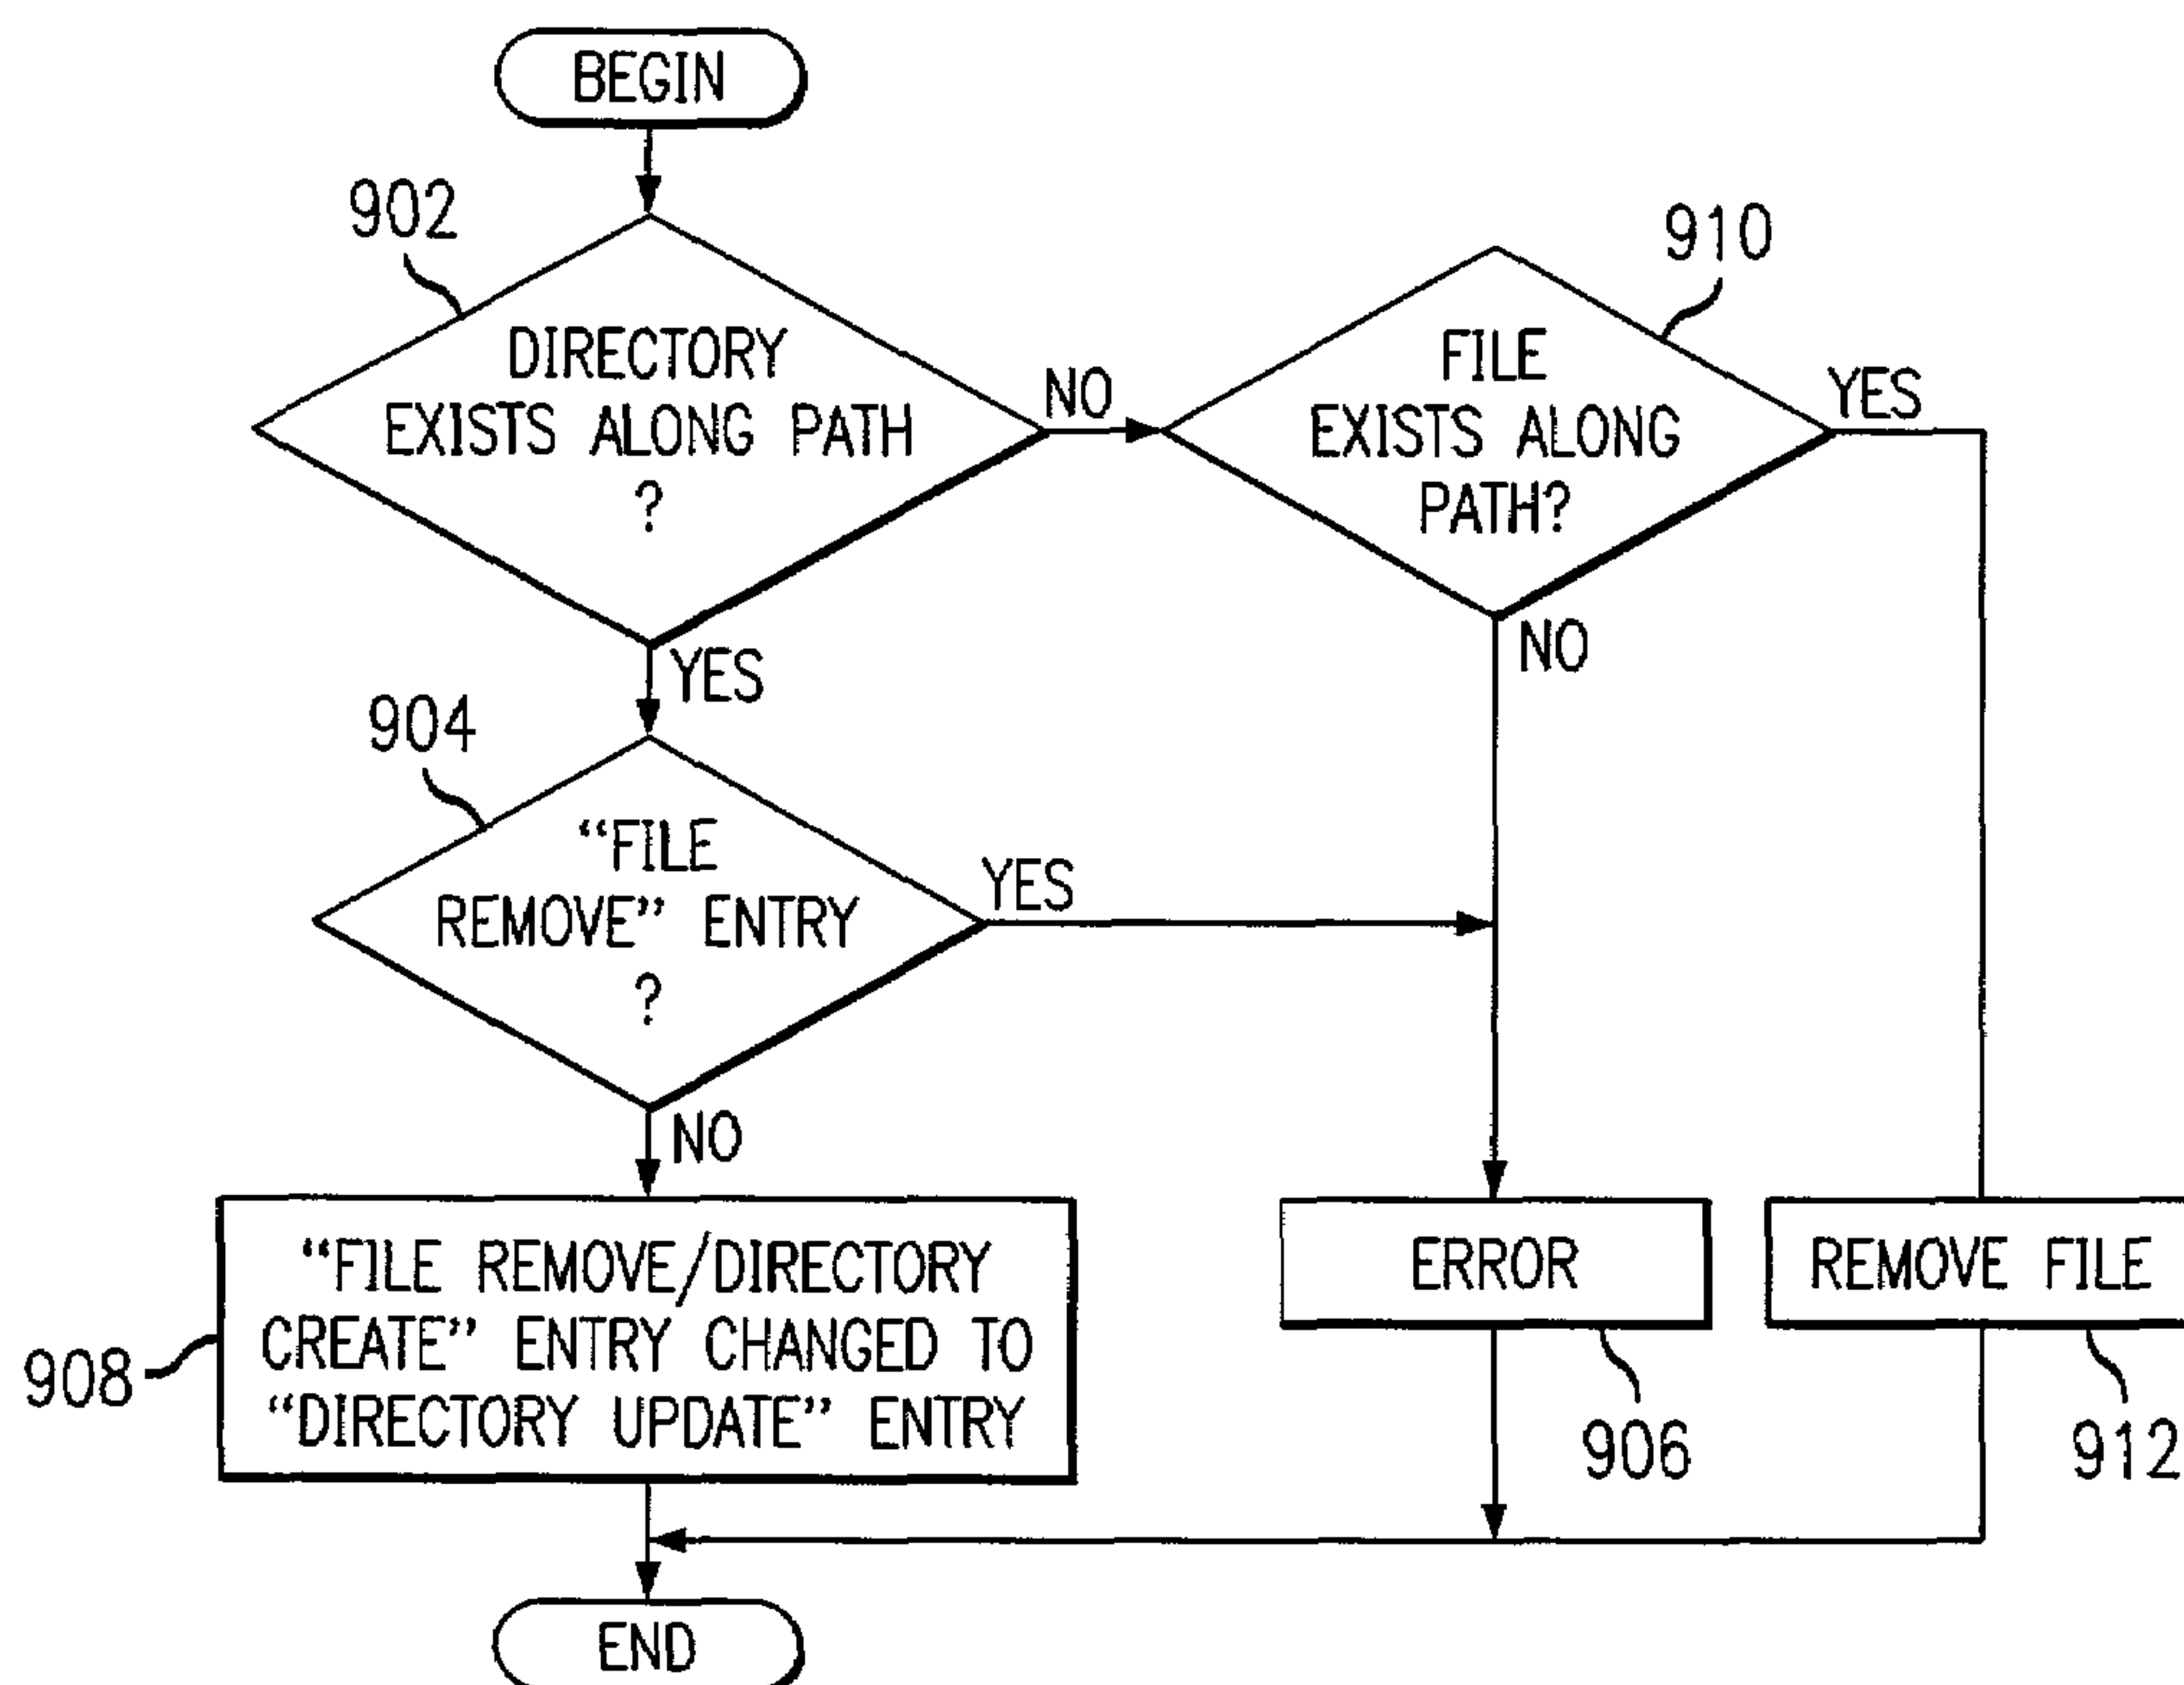 BEGIN
902
DIRECTORY
EXISTS ALONG PATH
?
NO
910
FILE
EXISTS ALONG
PATH?
YES
NO
YES
904
“FILE
REMOVE” ENTRY
?
YES
NO
“FILE REMOVE/DIRECTORY
CREATE” ENTRY CHANGED TO
“DIRECTORY UPDATE” ENTRY
908
ERROR
906
REMOVE FILE
912
END